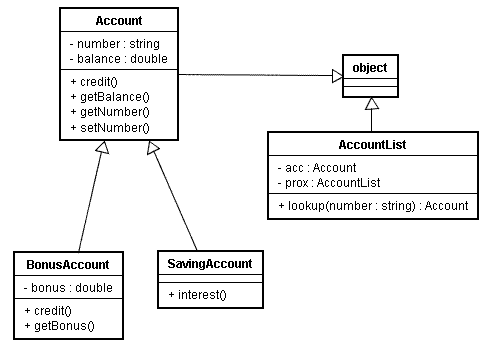 Account
- number : string
- balance : double
+ credit()
+ getBalance()
+ getNumber()
+ setNumber()
object
AccountList
- acc : Account
- prox : AccountList
+ lookup(number : string) : Account
BonusAccount
- bonus : double
+ credit()
+ getBonus()
SavingAccount
+ interest()